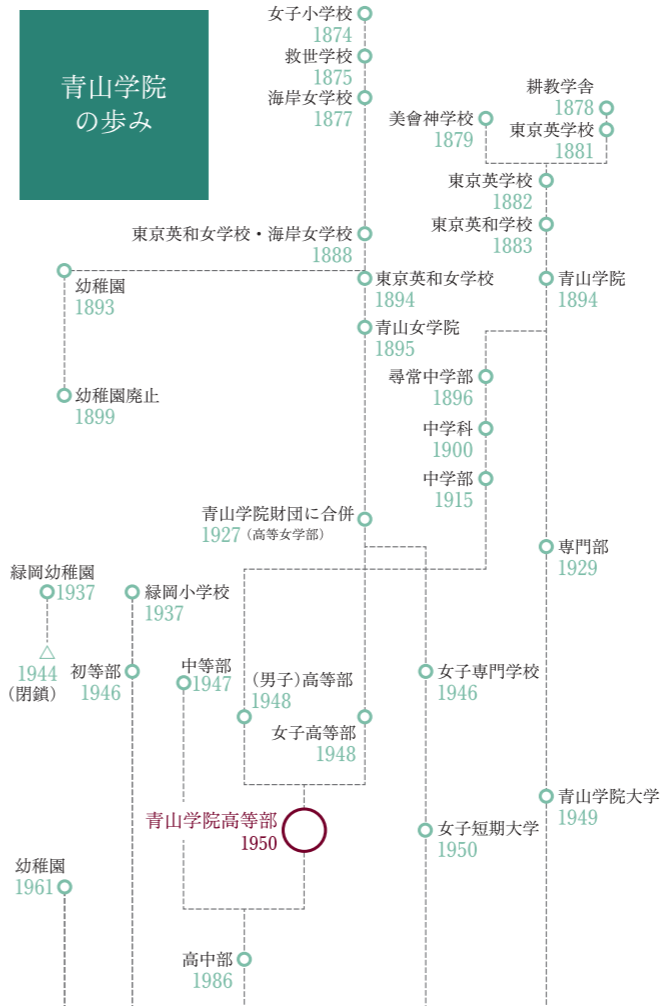 青山学院
の歩み
女子小学校
1874
救世学校
1875
海岸女学校
1877
耕教学舎
1878
美會神学校
1879
東京英学校
1881
東京英学校
1882
東京英和学校
1883
東京英和女学校・海岸女学校
1888
幼稚園
1893
東京英和女学校
1894
青山学院
1894
青山女学院
1895
尋常中学部
1896
幼稚園廃止
1899
中学科
1900
中学部
1915
青山学院財団に合併
1927(高等女学部)
専門部
1929
緑岡幼稚園
1937
緑岡小学校
1937
△
1944
(閉鎖)
初等部
1946
中等部
1947
(男子)高等部
1948
女子高等部
1948
女子専門学校
1946
青山学院大学
1949
青山学院高等部
1950
女子短期大学
1950
幼稚園
1961
高中部
1986